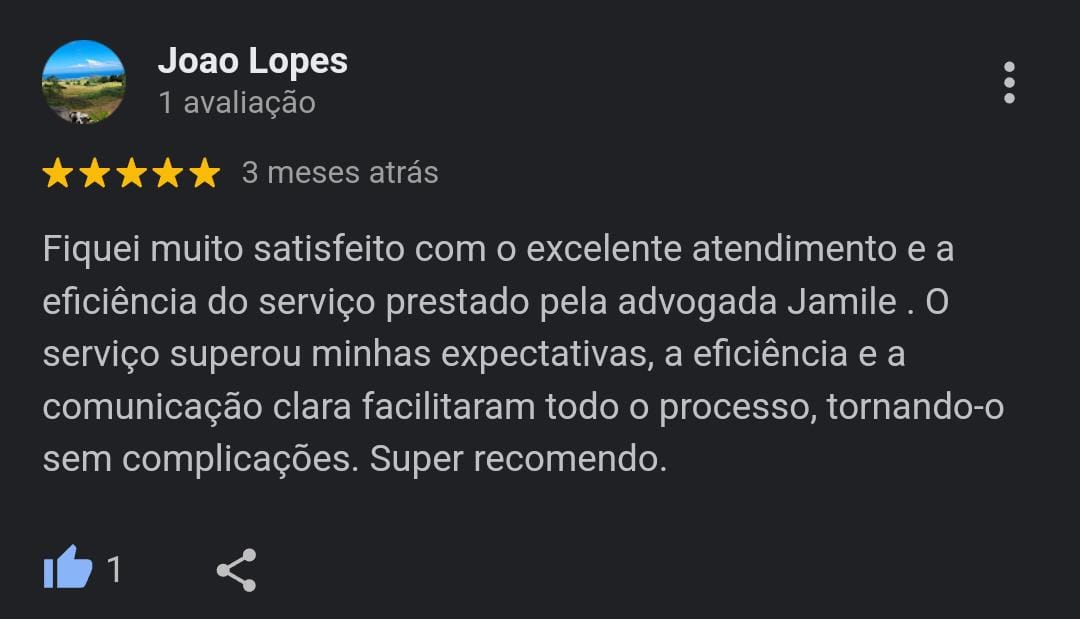 Joao Lopes
1 avaliação
3 meses atrás
Fiquei muito satisfeito com o excelente atendimento e a
eficiência do serviço prestado pela advogada Jamile . O
serviço superou minhas expectativas, a eficiência e a
comunicação clara facilitaram todo o processo, tornando-o
sem complicações. Super recomendo.
1